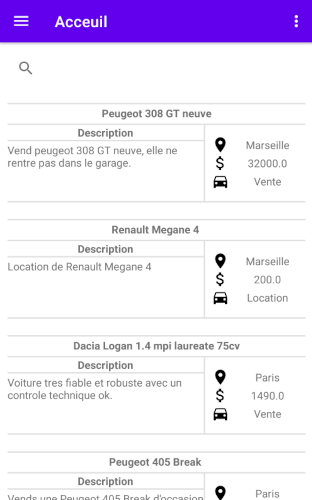 Acceuil
Peugeot 308 GT neuve
Description
Vend peugeot 308 GT neuve, elle ne
rentre pas dans le garage.
Marseille
32000.0
Vente
Renault Megane 4
Description
Location de Renault Megane 4
Marseille
200.0
Location
Dacia Logan 1.4 mpi laureate 75cv
Description
Voiture tres fiable et robuste avec un
controle technique ok.
Paris
1490.0
Vente
Peugeot 405 Break
Description
Vends une Peugeot 405 Break d'occasion
Paris